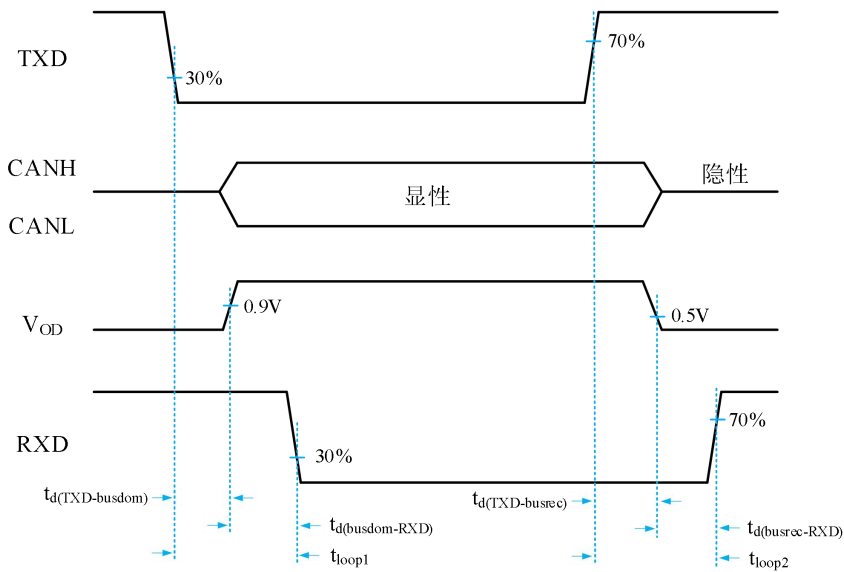 TXD
30%
70%
CANH
CANL
显性
隐性
VOD
0.9V
0.5V
RXD
30%
70%
td(TXD-busdom)
td(TXD-busrec)
td(busdom-RXD)
td(busrec-RXD)
tloop1
tloop2